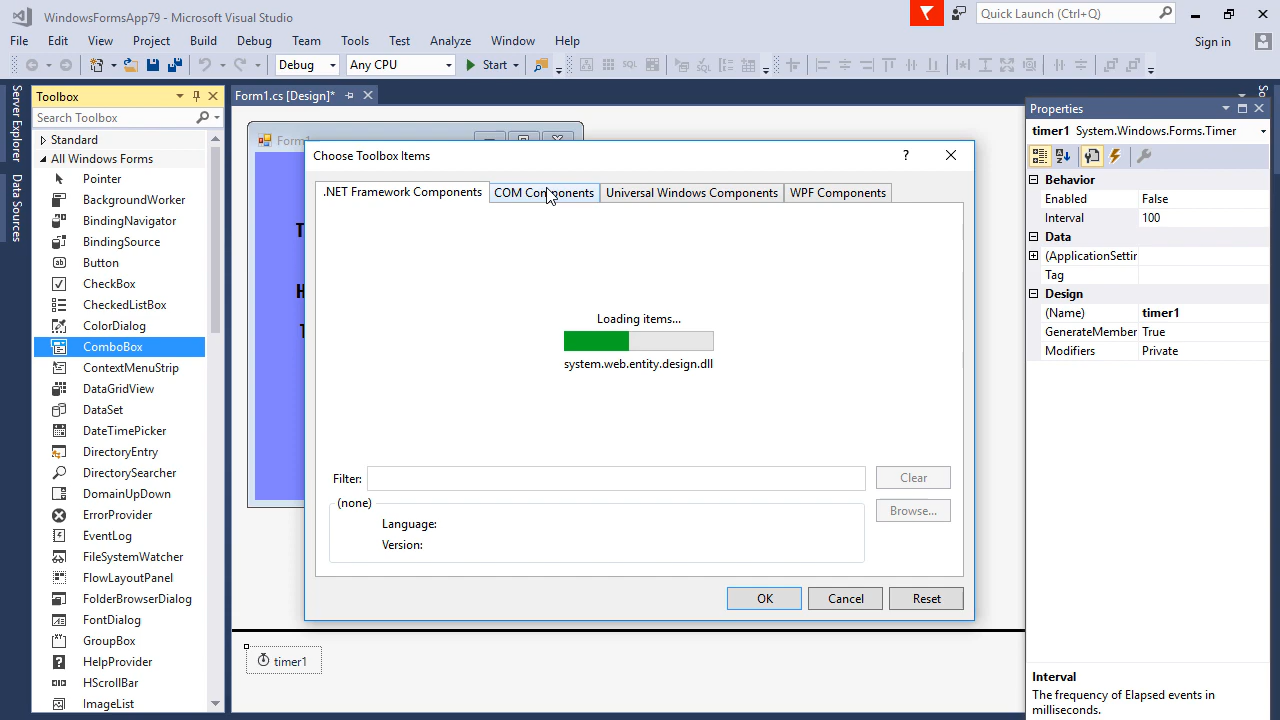 WindowsFormsApp79 - Microsoft Visual Studio
Quick Launch (Ctrl+Q)
File Edit View Project Build Debug Team Tools Test Analyze Window Help
Sign in
Debug Any CPU Start SQL SQL
Server Explorer
Data Sources
Toolbox
Search Toolbox
Standard
All Windows Forms
Pointer
BackgroundWorker
BindingNavigator
BindingSource
Button
CheckBox
CheckedListBox
ColorDialog
ComboBox
ContextMenuStrip
DataGridView
DataSet
DateTimePicker
DirectoryEntry
DirectorySearcher
DomainUpDown
ErrorProvider
EventLog
FileSystemWatcher
FlowLayoutPanel
FolderBrowserDialog
FontDialog
GroupBox
HelpProvider
HScrollBar
ImageList
Form1.cs [Design]*
Form1
T
H
T
Choose Toolbox Items
?
.NET Framework Components COM Components Universal Windows Components WPF Components
Loading items...
system.web.entity.design.dll
Filter:
Clear
(none)
Browse...
Language:
Version:
OK Cancel Reset
timer1
So
Properties
timer1 System.Windows.Forms.Timer
Behavior
Enabled False
Interval 100
Data
(ApplicationSettir
Tag
Design
(Name) timer1
GenerateMember True
Modifiers Private
Interval
The frequency of Elapsed events in
milliseconds.